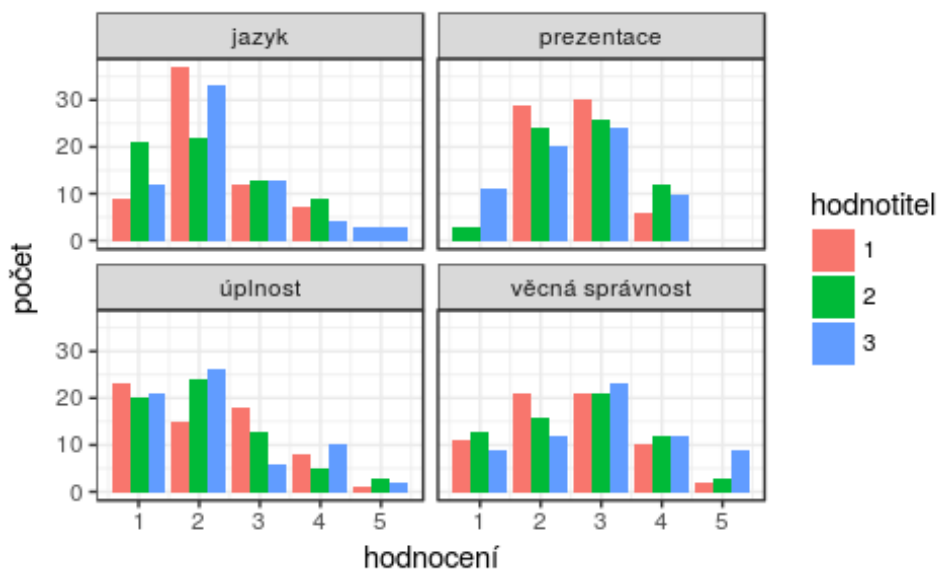 jazyk
prezentace
30
20
10
0
úplnost
věcná správnost
30
20
10
0
1 2 3 4 5
1 2 3 4 5
hodnocení
počet
hodnotitel
1
2
3